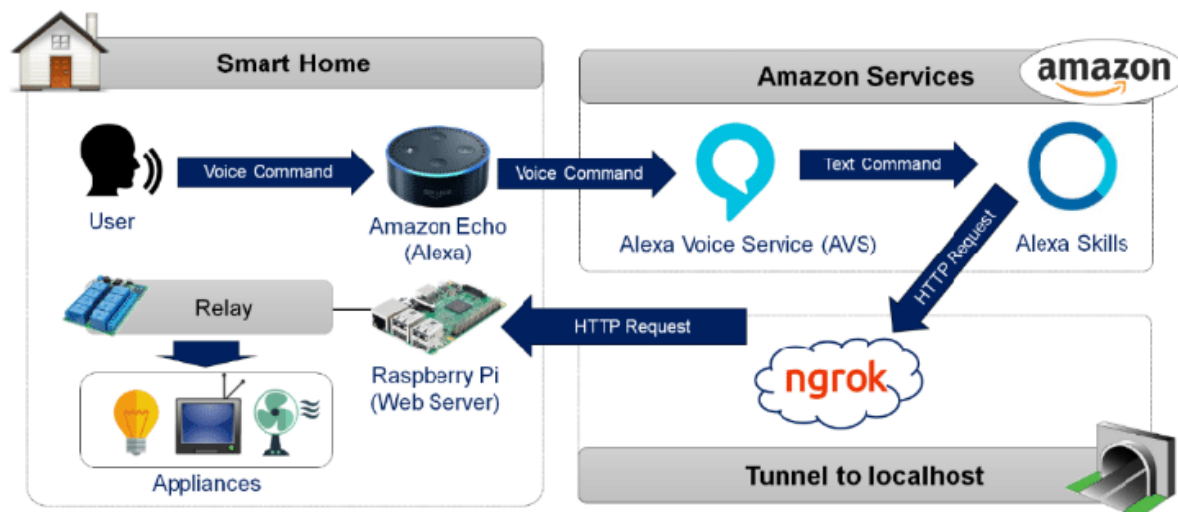 Smart Home
Amazon Services
amazon
Voice Command
Voice Command
Text Command
User
Amazon Echo
(Alexa)
Alexa Voice Service (AVS)
Alexa Skills
HTTP Request
Relay
HTTP Request
ngrok
Raspberry Pi
(Web Server)
Appliances
Tunnel to localhost